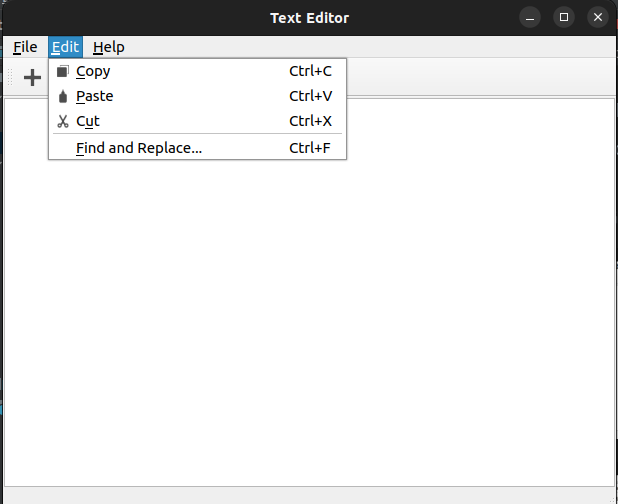 Text Editor
File Edit Help
Copy Ctrl+C
Paste Ctrl+V
Cut Ctrl+X
Find and Replace... Ctrl+F